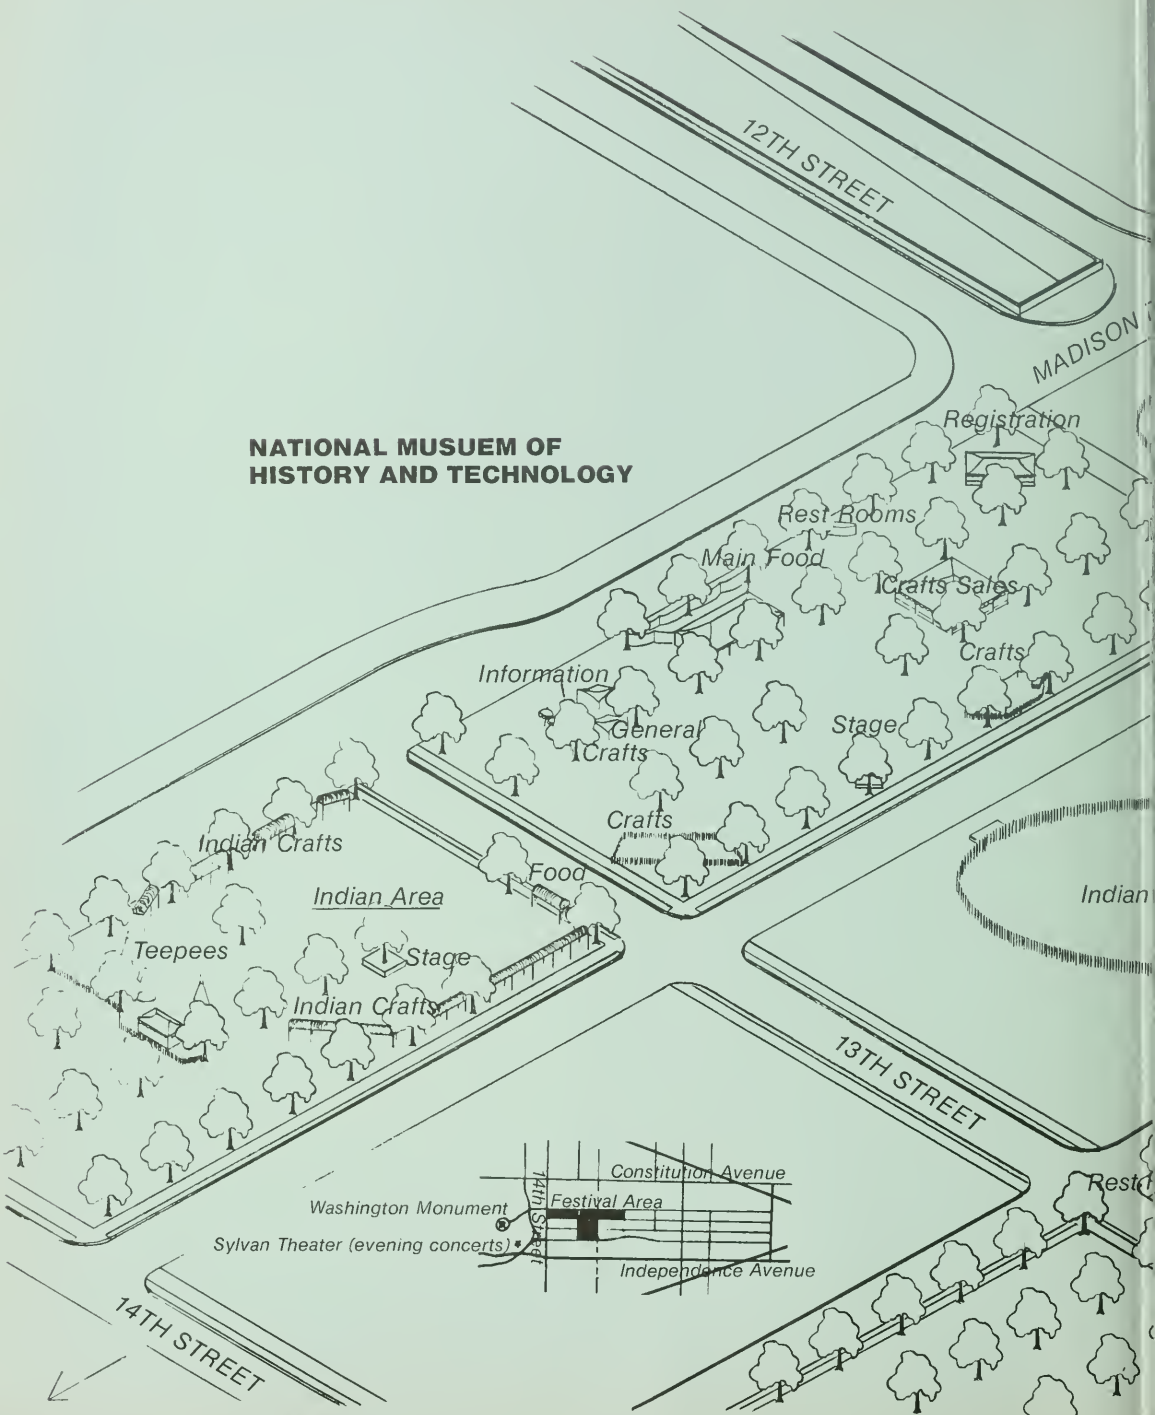 12TH STREET
MADISON
NATIONAL MUSUEM OF
HISTORY AND TECHNOLOGY
Registration
Rest Rooms
Main Food
Crafts Sales
Crafts
Information
General
Crafts
Stage
Crafts
Indian Crafts
Food
Indian Area
Teepees
Stage
Indian Crafts
Indian
13TH STREET
Rest
Constitution Avenue
14th Street
Festival Area
Washington Monument
Sylvan Theater (evening concerts)
Independence Avenue
14TH STREET